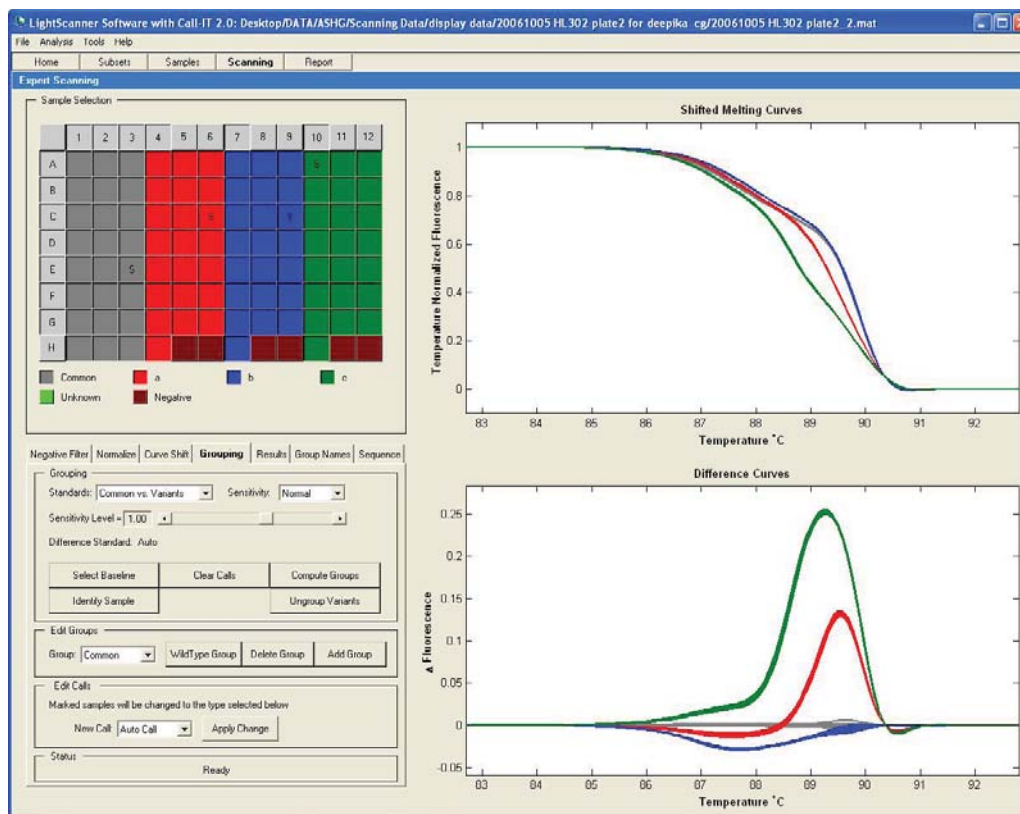 LightScanner Software with Call-IT 2.0: Desktop/DATA/ASHG/Scanning Data/display data/20061005 HL302 plate2 for deepika cg/20061005 HL302 plate2_2.mat
File Analysis Tools Help
Home Subsets Samples Scanning Report
Expert Scanning
Sample Selection
1 2 3 4 5 6 7 8 9 10 11 12
A S
B
C S
D
E S
F
G
H
Common a b c
Unknown Negative
Negative Filter Normalize Curve Shift Grouping Results Group Names Sequence
Grouping
Standards: Common vs. Variants Sensitivity: Normal
Sensitivity Level = 1.00
Difference Standard: Auto
Select Baseline Clear Calls Compute Groups
Identify Sample Ungroup Variants
Edit Groups
Group: Common WildType Group Delete Group Add Group
Edit Calls
Marked samples will be changed to the type selected below
New Call: Auto Call Apply Change
Status
Ready
Shifted Melting Curves
Temperature Normalized Fluorescence
1
0.8
0.6
0.4
0.2
0
83 84 85 86 87 88 89 90 91 92
Temperature °C
Difference Curves
Δ Fluorescence
0.25
0.2
0.15
0.1
0.05
0
-0.05
83 84 85 86 87 88 89 90 91 92
Temperature °C